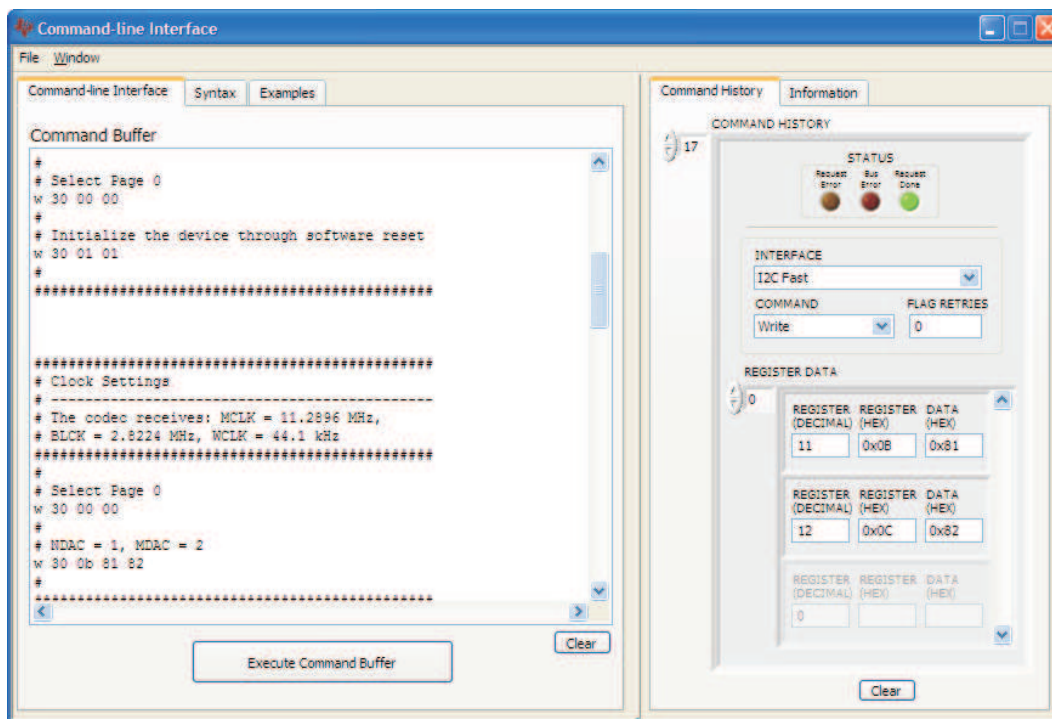 Command-line Interface
File Window
Command-line Interface Syntax Examples
Command Buffer
#
# Select Page 0
w 30 00 00
#
# Initialize the device through software reset
w 30 01 01
#
###############################################
###############################################
# Clock Settings
# ---------------------------------------------
# The codec receives: MCLK = 11.2896 MHz,
# BLCK = 2.8224 MHz, WCLK = 44.1 kHz
###############################################
#
# Select Page 0
w 30 00 00
#
# NDAC = 1, MDAC = 2
w 30 0b 81 82
#
###############################################
Clear
Execute Command Buffer
Command History Information
COMMAND HISTORY
17
STATUS
Request Error
Bus Error
Request Done
INTERFACE
I2C Fast
COMMAND FLAG RETRIES
Write 0
REGISTER DATA
0
REGISTER REGISTER DATA
(DECIMAL) (HEX) (HEX)
11 0x0B 0x81
REGISTER REGISTER DATA
(DECIMAL) (HEX) (HEX)
12 0x0C 0x82
REGISTER REGISTER DATA
(DECIMAL) (HEX) (HEX)
0
Clear